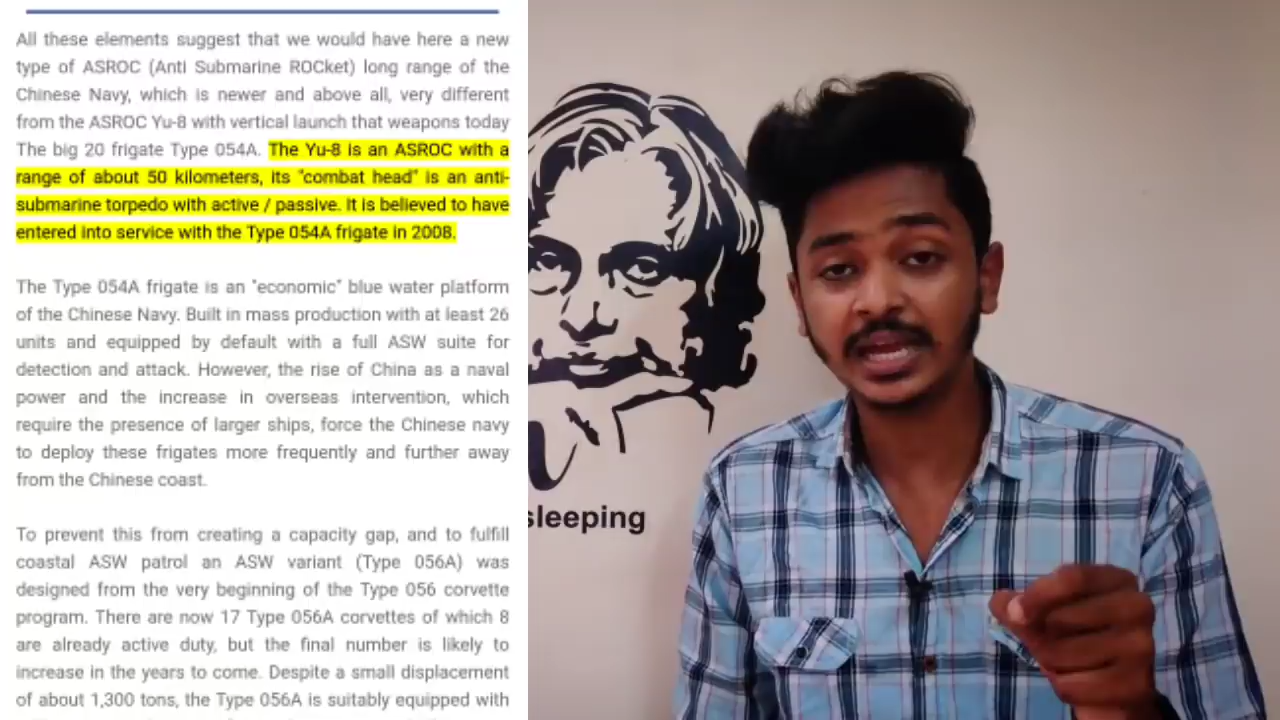 All these elements suggest that we would have here a new
type of ASROC (Anti Submarine ROCket) long range of the
Chinese Navy, which is newer and above all, very different
from the ASROC Yu-8 with vertical launch that weapons today
The big 20 frigate Type 054A. The Yu-8 is an ASROC with a
range of about 50 kilometers, its "combat head" is an anti-
submarine torpedo with active / passive. It is believed to have
entered into service with the Type 054A frigate in 2008.
The Type 054A frigate is an "economic" blue water platform
of the Chinese Navy. Built in mass production with at least 26
units and equipped by default with a full ASW suite for
detection and attack. However, the rise of China as a naval
power and the increase in overseas intervention, which
require the presence of larger ships, force the Chinese navy
to deploy these frigates more frequently and further away
from the Chinese coast.
To prevent this from creating a capacity gap, and to fulfill
coastal ASW patrol an ASW variant (Type 056A) was
designed from the very beginning of the Type 056 corvette
program. There are now 17 Type 056A corvettes of which 8
are already active duty, but the final number is likely to
increase in the years to come. Despite a small displacement
of about 1,300 tons, the Type 056A is suitably equipped with
sleeping